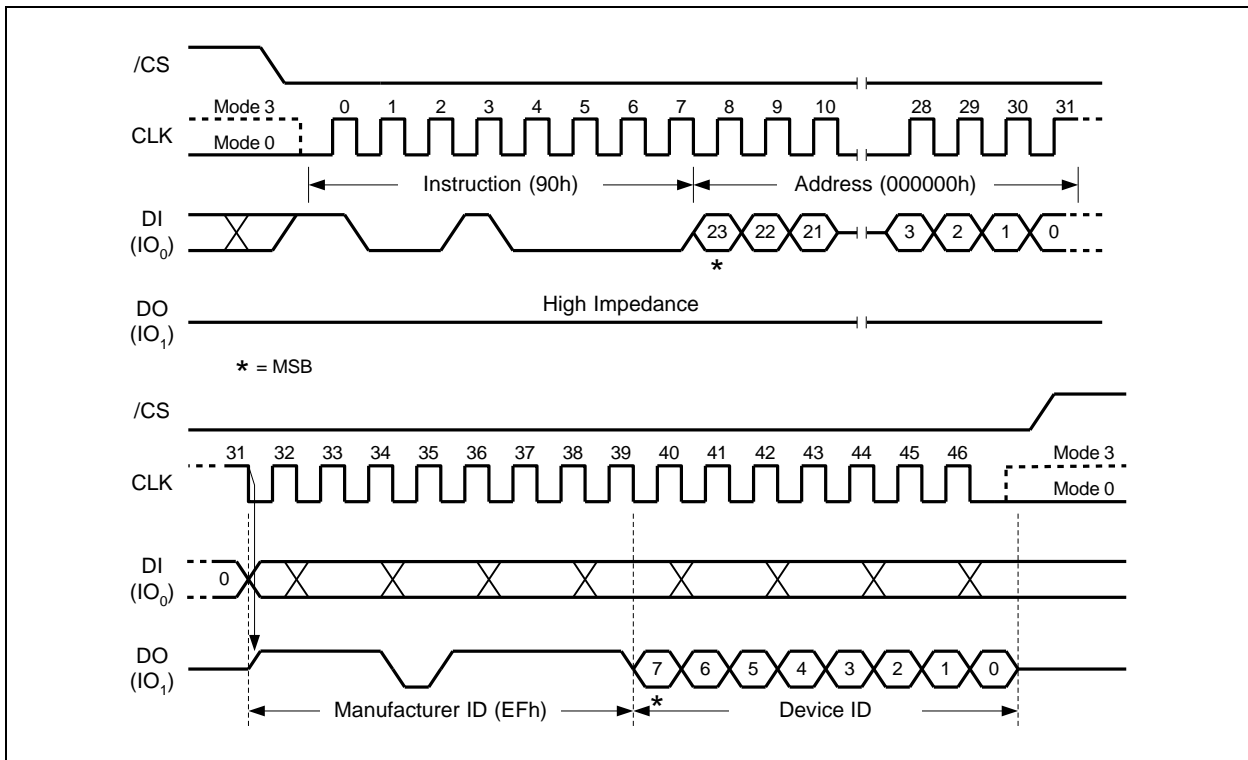 /CS
Mode 3 0 1 2 3 4 5 6 7 8 9 10 28 29 30 31
CLK
Mode 0
Instruction (90h) Address (000000h)
DI
(IO0) 23 22 21 3 2 1 0
*
High Impedance
DO
(IO1)
* = MSB
/CS
31 32 33 34 35 36 37 38 39 40 41 42 43 44 45 46 Mode 3
CLK
Mode 0
DI
(IO0) 0
DO
(IO1) 7 6 5 4 3 2 1 0
*
Manufacturer ID (EFh) Device ID